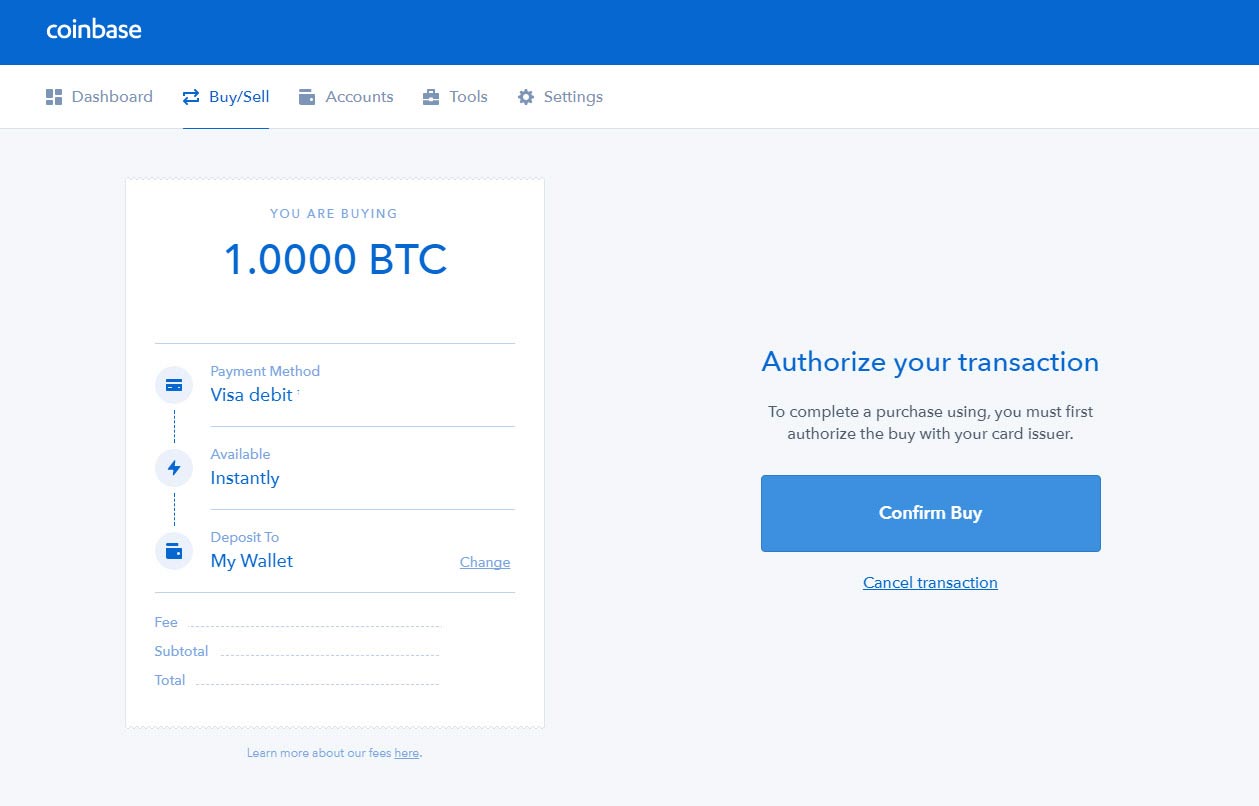 coinbase
Dashboard
Buy/Sell
Accounts
Tools
Settings
YOU ARE BUYING
1.0000 BTC
Payment Method
Visa debit
Available
Instantly
Deposit To
My Wallet
Change
Fee
Subtotal
Total
Learn more about our fees here.
Authorize your transaction
To complete a purchase using, you must first
authorize the buy with your card issuer.
Confirm Buy
Cancel transaction